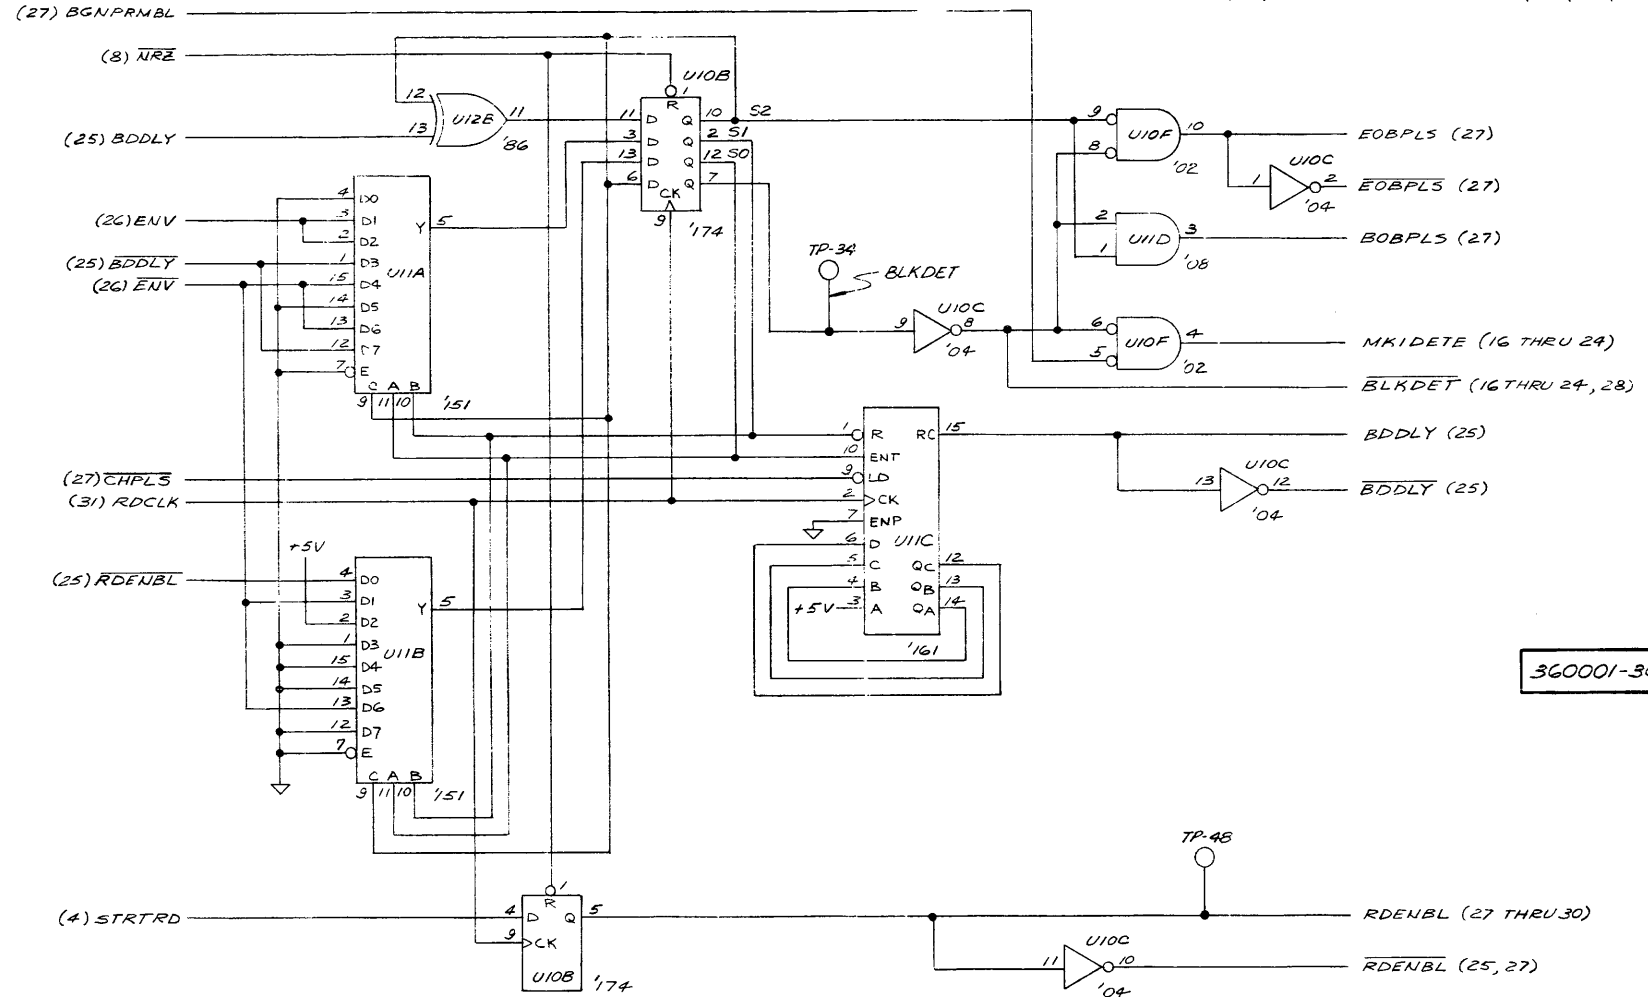 (27) BGNPRMBL
(8) NRZ
(25) BDDLY
(26) ENV
(25) BDDLY
(26) ENV
(27) CHPLS
(31) RDCLK
(25) RDENBL
(4) STRTRD
12
13
U12E
11
'86
U10B
1
R
11 D Q 10 S2
3 D Q 2 S1
13 D Q 12 S0
6 D Q 7
CK
9
'174
4 D0
3 D1
2 D2
1 D3
15 D4
14 D5
13 D6
12 D7
7 E
Y 5
U11A
C A B
9 11 10
'151
+5V
4 D0
3 D1
2 D2
1 D3
15 D4
14 D5
13 D6
12 D7
7 E
Y 5
U11B
C A B
9 11 10
'151
TP-34
BLKDET
9
U10C
8
'04
1 R RC 15
10 ENT
9 LD
2 CK
7 ENP
6 D U11C
5 C QC 12
4 B QB 13
+5V 3 A QA 14
'161
9
8
U10F
10
'02
1
U10C
2
'04
2
1
U11D
3
'08
6
5
U10F
4
'02
13
U10C
12
'04
EOBPLS (27)
EOBPLS (27)
BOBPLS (27)
MKIDETE (16 THRU 24)
BLKDET (16 THRU 24, 28)
BDDLY (25)
BDDLY (25)
360001-
1
R
4 D Q 5
9 CK
U10B
'174
TP-48
11
U10C
10
'04
RDENBL (27 THRU 30)
RDENBL (25, 27)